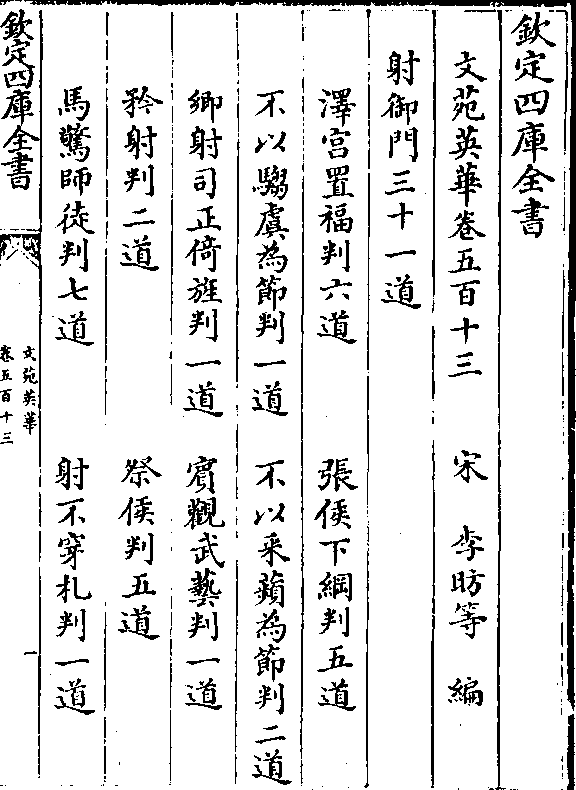 欽定四庫全書
文苑英華卷五百十三　宋　李昉等　編
射御門三十一道
澤宫置福判六道　張侯下綱判五道
不以騶虞為節判一道　不以采蘋為節判二道
鄉射司正倚旌判一道　賓觀武藝判一道
矜射判二道　祭侯判五道
馬驚師徒判七道　射不穿札判一道
欽定四庫全書
文苑英華
卷五百十三
一